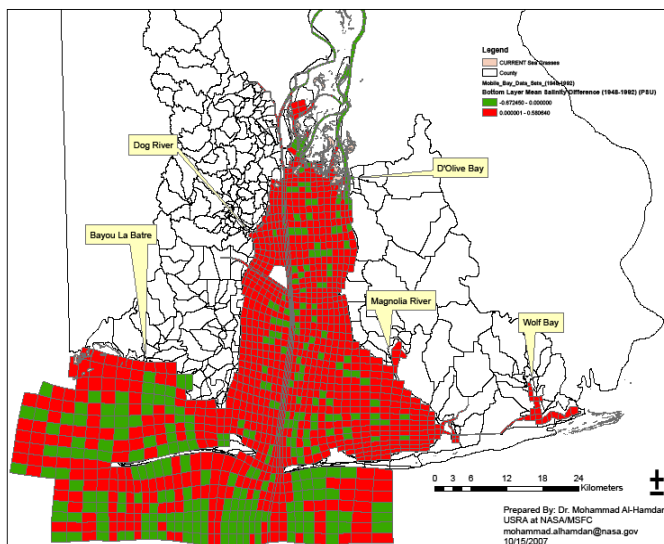 Legend
CURRENT Sea Grasses
County
Mobile_Bay_Data_Sets_(1948-1992)
Bottom Layer Mean Salinity Difference (1948-1992) (PSU)
-0.672450 - 0.000000
0.000001 - 0.580640
Dog River
D'Olive Bay
Bayou La Batre
Magnolia River
Wolf Bay
0 3 6 12 18 24
Kilometers
Prepared By: Dr. Mohammad Al-Hamdan
USRA at NASA/MSFC
mohammad.alhamdan@nasa.gov
10/15/2007